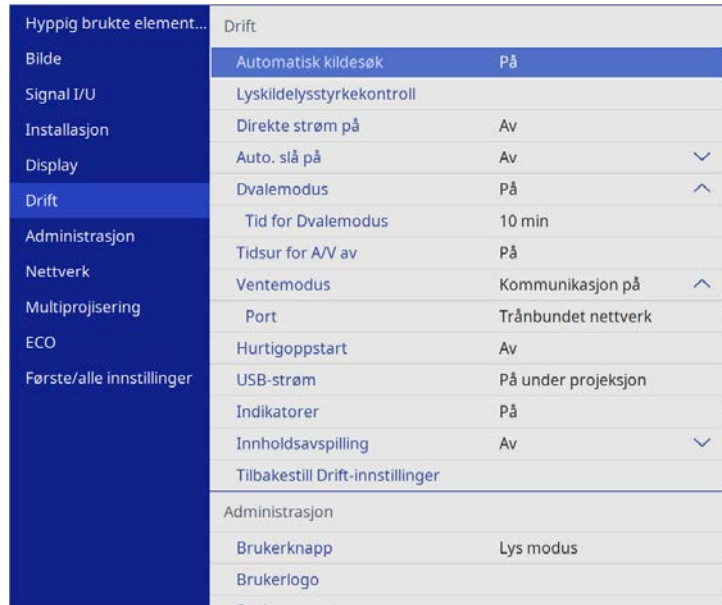 Hyppig brukte element...
Bilde
Signal I/U
Installasjon
Display
Drift
Administrasjon
Nettverk
Multiprojisering
ECO
Første/alle innstillinger
Drift
Automatisk kildesøk På
Lyskildelysstyrkekontroll
Direkte strøm på Av
Auto. slå på Av
Dvalemodus På
Tid for Dvalemodus 10 min
Tidsur for A/V av På
Ventemodus Kommunikasjon på
Port Trånbundet nettverk
Hurtigoppstart Av
USB-strøm På under projeksjon
Indikatorer På
Innholdsavspilling Av
Tilbakestill Drift-innstillinger
Administrasjon
Brukerknapp Lys modus
Brukerlogo